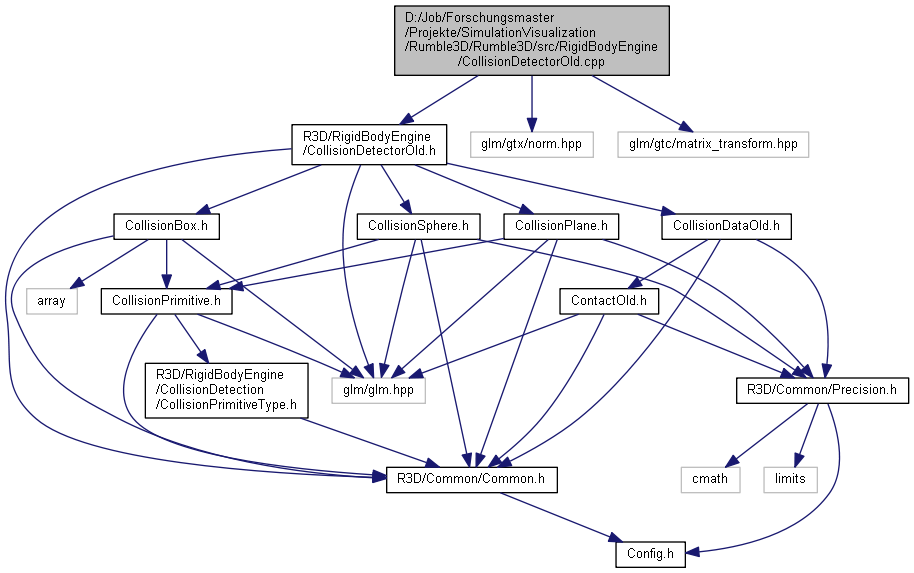 D:/Job/Forschungsmaster
/Projekte/SimulationVisualization
/Rumble3D/Rumble3D/src/RigidBodyEngine
/CollisionDetectorOld.cpp
R3D/RigidBodyEngine
/CollisionDetectorOld.h
glm/gtx/norm.hpp
glm/gtc/matrix_transform.hpp
CollisionBox.h
CollisionSphere.h
CollisionPlane.h
CollisionDataOld.h
array
CollisionPrimitive.h
ContactOld.h
R3D/RigidBodyEngine
/CollisionDetection
/CollisionPrimitiveType.h
glm/glm.hpp
R3D/Common/Precision.h
R3D/Common/Common.h
cmath
limits
Config.h